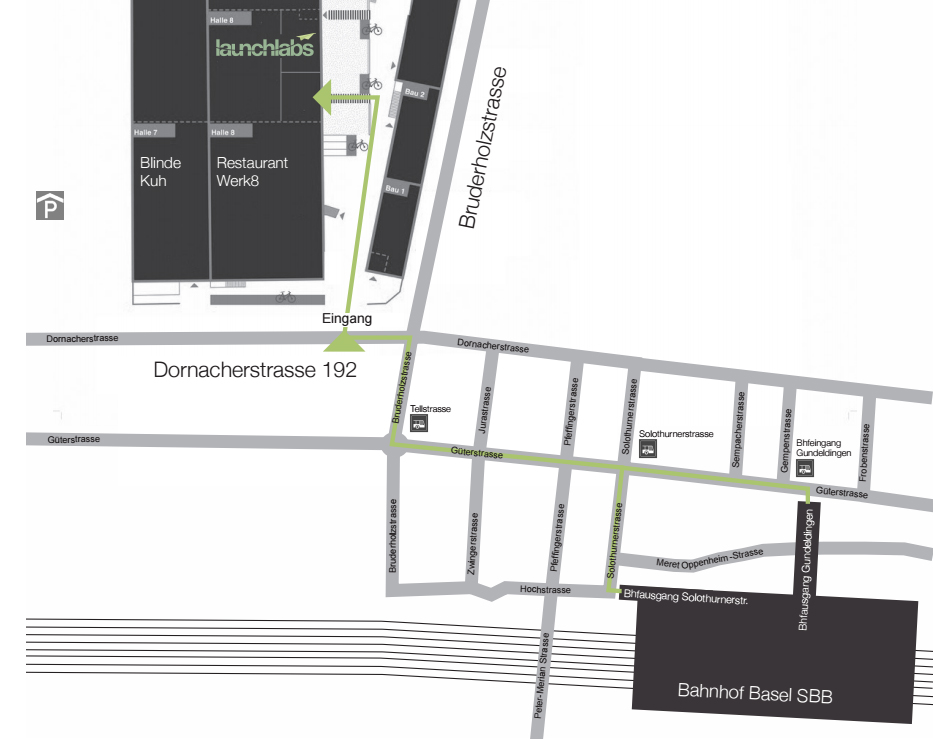 Halle 8
launchlabs
Bau 2
Halle 7
Halle 8
Blinde
Kuh
Restaurant
Werk8
Bau 1
P
Bruderholzstrasse
Eingang
Dornacherstrasse
Dornacherstrasse
Dornacherstrasse 192
Bruderholzstrasse
Tellstrasse
Jurastrasse
Pfeffingerstrasse
Solothurnerstrasse
Solothurnerstrasse
Sempacherstrasse
Gempenstrasse
Bhfeingang
Gundeldingen
Frobenstrasse
Güterstrasse
Güterstrasse
Güterstrasse
Bruderholzstrasse
Zwingerstrasse
Pfeffingerstrasse
Solothurnerstrasse
Meret Oppenheim-Strasse
Bhfausgang Gundeldingen
Hochstrasse
Bhfausgang Solothurnerstr.
Peter-Merian Strasse
Bahnhof Basel SBB